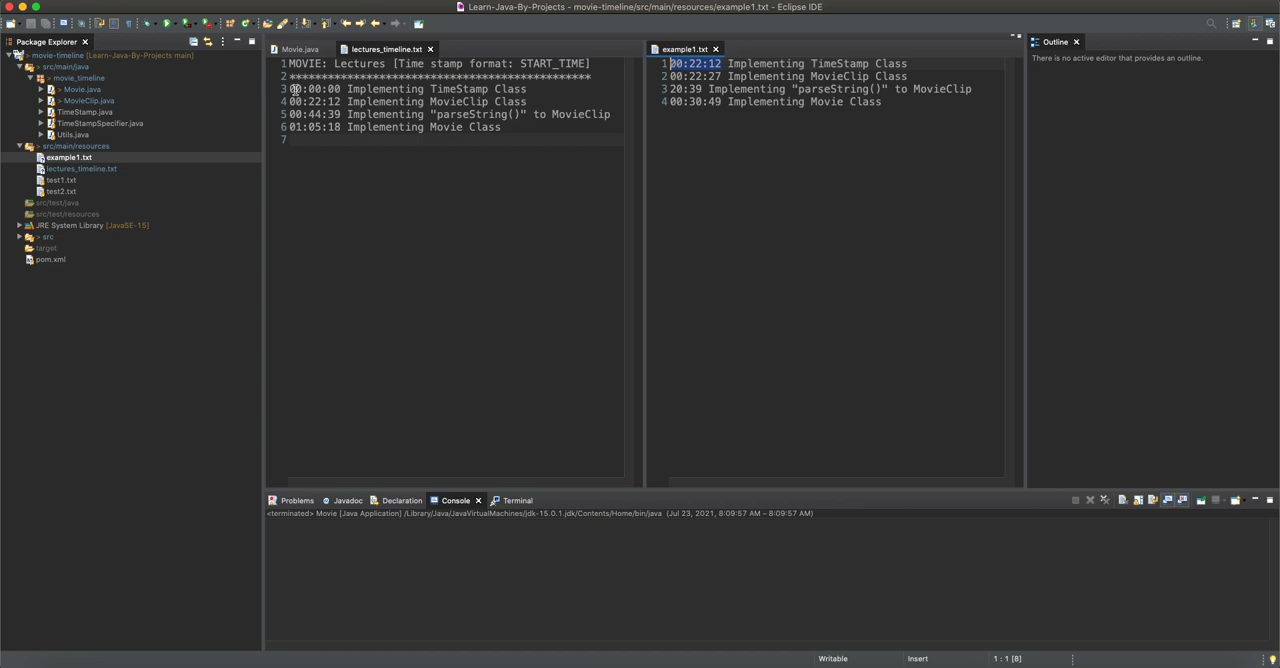 Learn-Java-By-Projects - movie-timeline/src/main/resources/example1.txt - Eclipse IDE
Package Explorer
> movie-timeline [Learn-Java-By-Projects main]
> src/main/java
> movie_timeline
> Movie.java
> MovieClip.java
TimeStamp.java
TimeStampSpecifier.java
Utils.java
src/main/resources
example1.txt
lectures_timeline.txt
test1.txt
test2.txt
src/test/java
src/test/resources
JRE System Library [JavaSE-15]
> src
target
pom.xml
Movie.java
lectures_timeline.txt
1 MOVIE: Lectures [Time stamp format: START_TIME]
2 ***********************************************
3 00:00:00 Implementing TimeStamp Class
4 00:22:12 Implementing MovieClip Class
5 00:44:39 Implementing "parseString()" to MovieClip
6 01:05:18 Implementing Movie Class
7
example1.txt
1 00:22:12 Implementing TimeStamp Class
2 00:22:27 Implementing MovieClip Class
3 20:39 Implementing "parseString()" to MovieClip
4 00:30:49 Implementing Movie Class
Outline
There is no active editor that provides an outline.
Problems
Javadoc
Declaration
Console
Terminal
<terminated> Movie [Java Application] /Library/Java/JavaVirtualMachines/jdk-15.0.1.jdk/Contents/Home/bin/java (Jul 23, 2021, 8:09:57 AM – 8:09:57 AM)
Writable
Insert
1 : 1 [8]